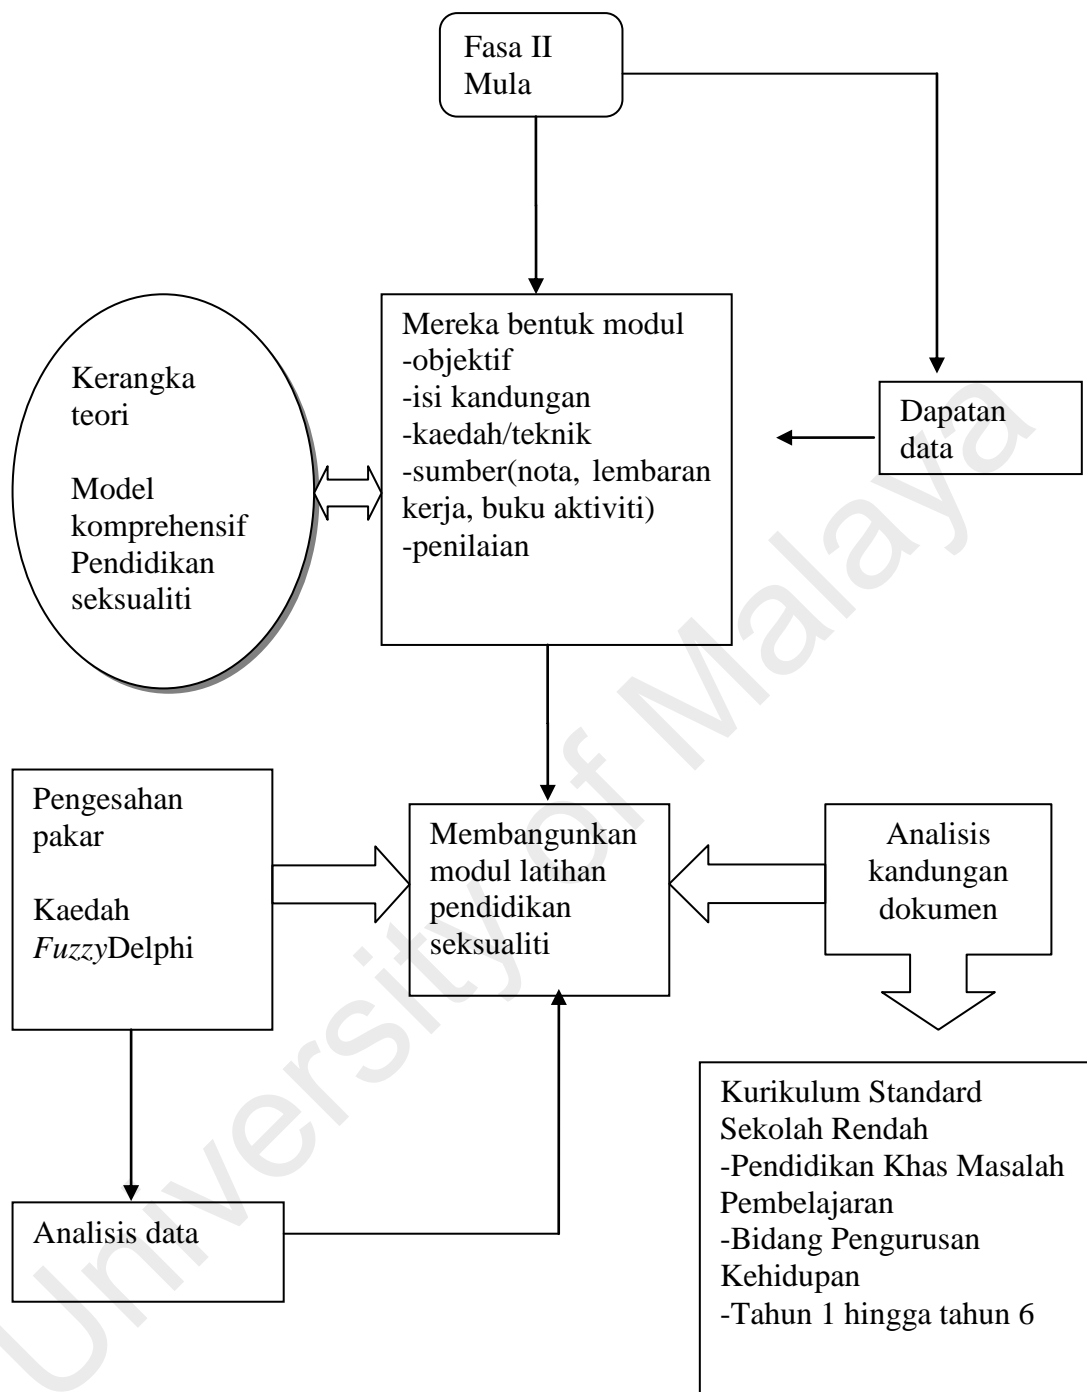 Fasa II
Mula
Kerangka
teori
Model
komprehensif
Pendidikan
seksualiti
Mereka bentuk modul
-objektif
-isi kandungan
-kaedah/teknik
-sumber(nota, lembaran
kerja, buku aktiviti)
-penilaian
Dapatan
data
Pengesahan
pakar
Kaedah
FuzzyDelphi
Membangunkan
modul latihan
pendidikan
seksualiti
Analisis
kandungan
dokumen
Analisis data
Kurikulum Standard
Sekolah Rendah
-Pendidikan Khas Masalah
Pembelajaran
-Bidang Pengurusan
Kehidupan
-Tahun 1 hingga tahun 6
University of Malaya